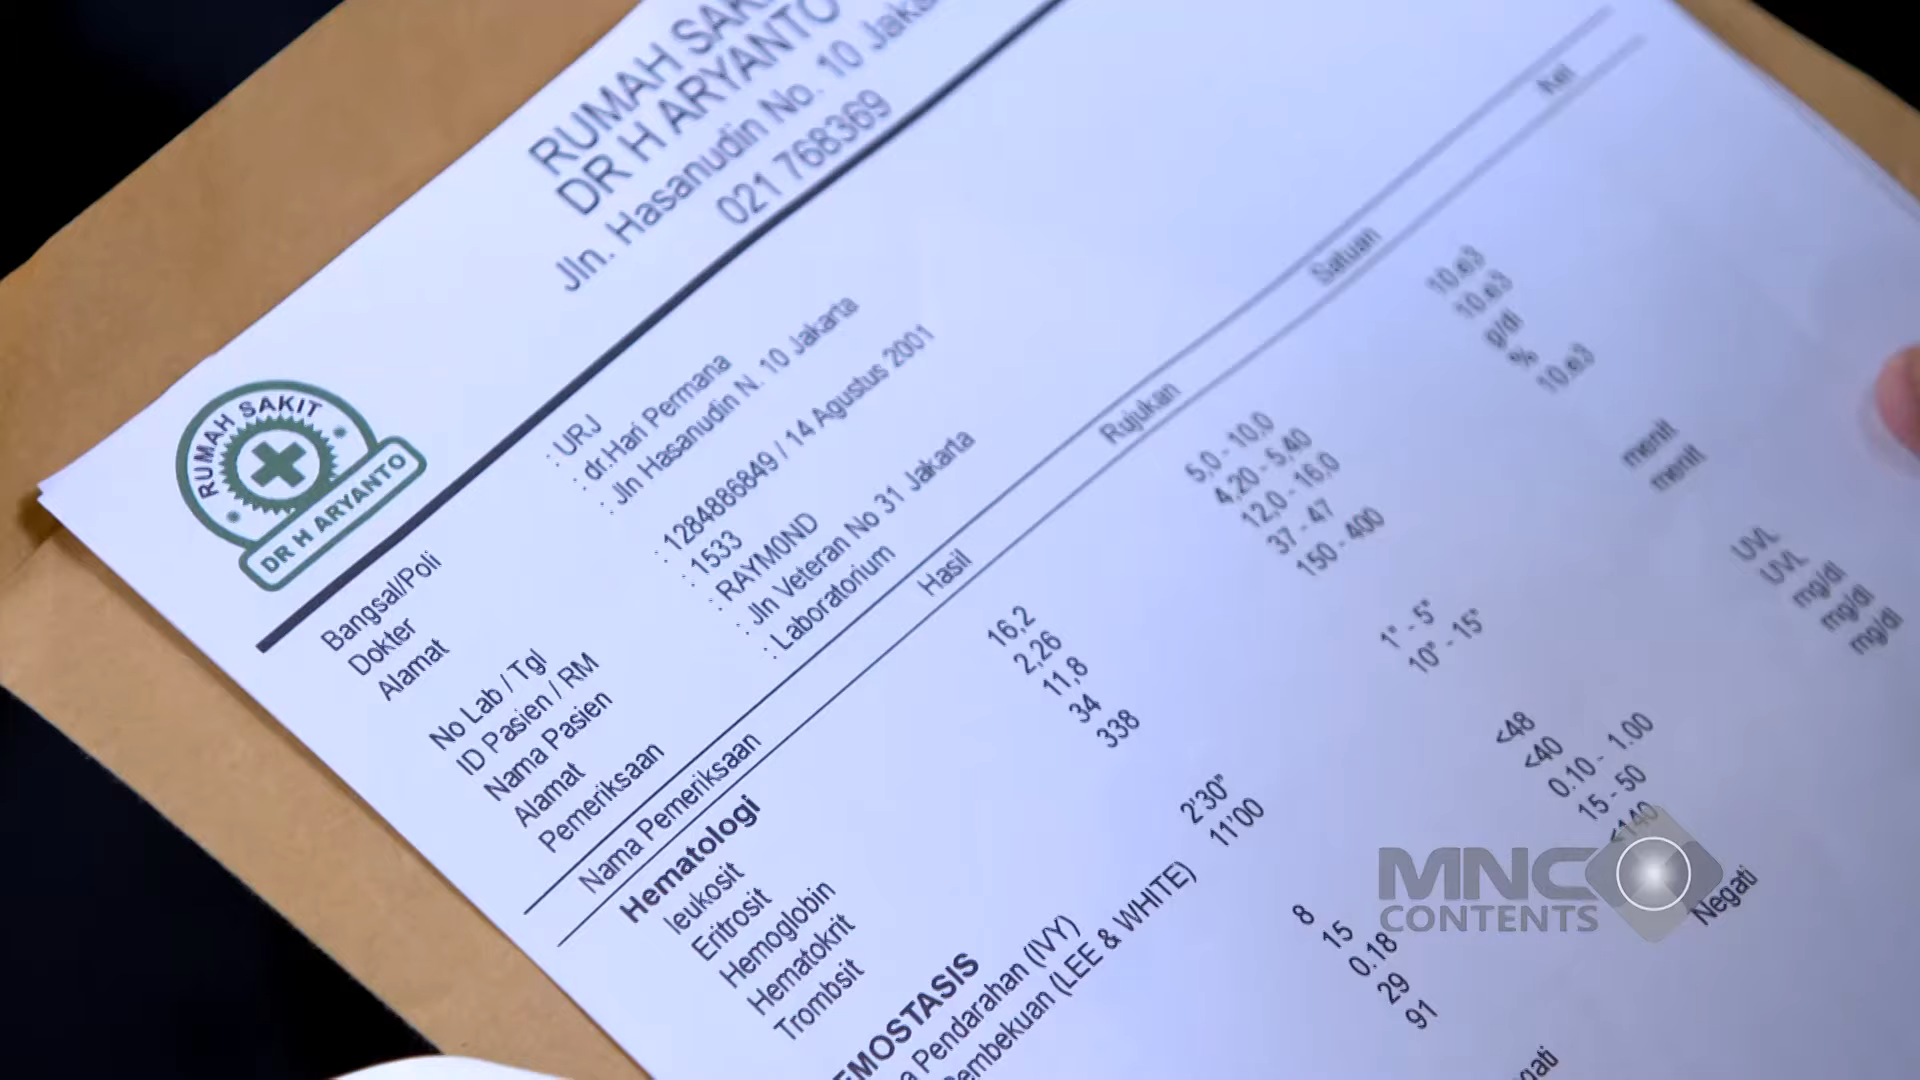 RUMAH SAKI
DR H ARYANTO
Jln. Hasanudin No. 10 Jaka
021 768369
RUMAH SAKIT
DR H ARYANTO
Bangsal/Poli : URJ
Dokter : dr.Hari Permana
Alamat : Jln Hasanudin N. 10 Jakarta
No Lab / Tgl : 1284886849 / 14 Agustus 2001
ID Pasien / RM : 1533
Nama Pasien : RAYMOND
Alamat : Jln Veteran No 31 Jakarta
Pemeriksaan : Laboratorium
Nama Pemeriksaan Hasil Rujukan Satuan Ket
Hematologi
leukosit 16,2 5,0 - 10,0 10.e3
Eritrosit 2,26 4,20 - 5,40 10.e3
Hemoglobin 11,8 12,0 - 16,0 g/dl
Hematokrit 34 37 - 47 %
Trombsit 338 150 - 400 10.e3
EMOSTASIS
a Pendarahan (IVY) 2'30" 1" - 5" menit
embekuan (LEE & WHITE) 11'00 10" - 15" menit
8 <48 UVL
15 <40 UVL
0.18 0.10 - 1.00 mg/dl
29 15 - 50 mg/dl
91 <140 mg/dl
Negati
gati
MNC
CONTENTS